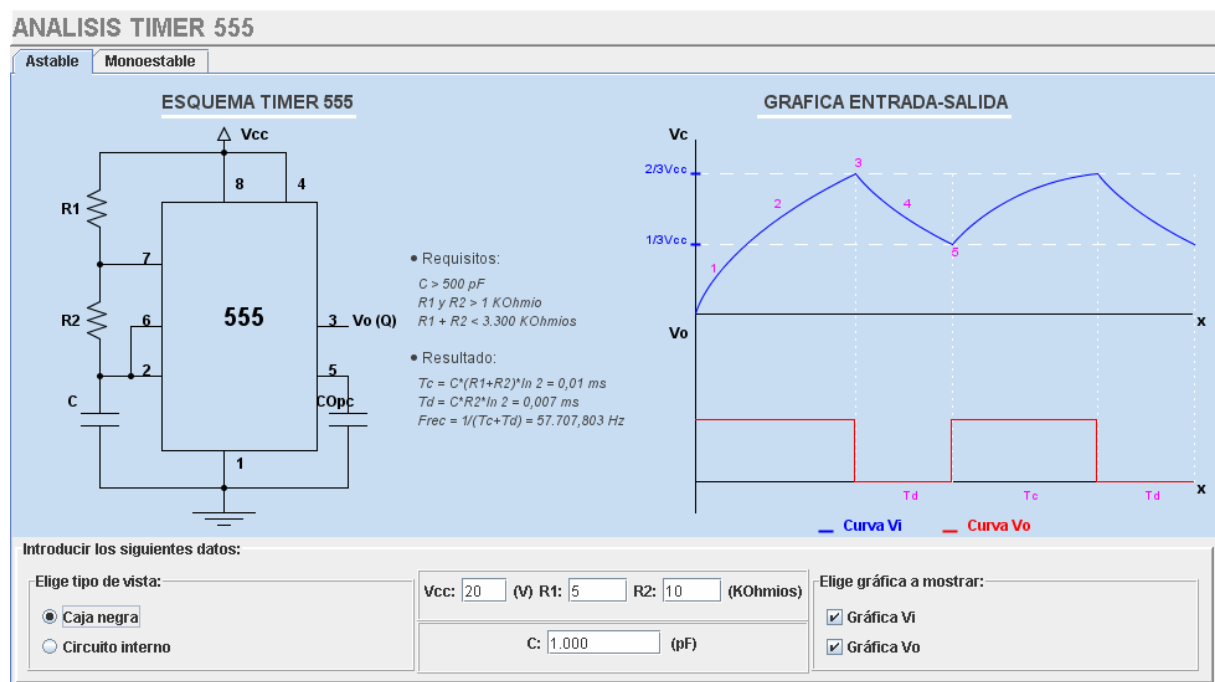 ANALISIS TIMER 555
Astable
Monoestable
ESQUEMA TIMER 555
Vcc
8
4
R1
7
R2
6
555
3
Vo (Q)
2
5
C
COpc
1
• Requisitos:
C > 500 pF
R1 y R2 > 1 KOhmio
R1 + R2 < 3.300 KOhmios
• Resultado:
Tc = C*(R1+R2)*ln 2 = 0,01 ms
Td = C*R2*ln 2 = 0,007 ms
Frec = 1/(Tc+Td) = 57.707,803 Hz
GRAFICA ENTRADA-SALIDA
Vc
2/3Vcc
3
2
4
1/3Vcc
1
5
x
Vo
Td
Tc
Td
x
Curva Vi
Curva Vo
Introducir los siguientes datos:
Elige tipo de vista:
Caja negra
Circuito interno
Vcc: 20 (V) R1: 5 R2: 10 (KOhmios)
C: 1.000 (pF)
Elige gráfica a mostrar:
Gráfica Vi
Gráfica Vo